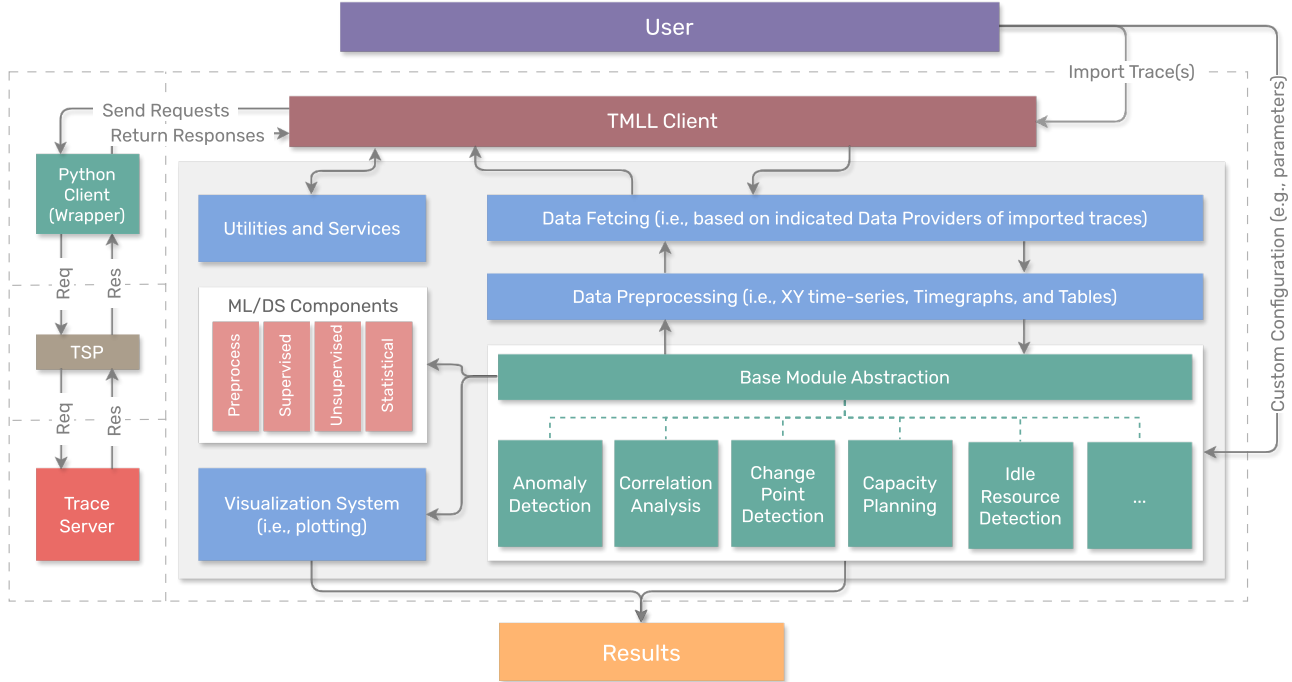 User
Import Trace(s)
Send Requests
Return Responses
TMLL Client
Custom Configuration (e.g., parameters)
Python
Client
(Wrapper)
Req
Res
TSP
Req
Res
Trace
Server
Utilities and Services
Data Fetcing (i.e., based on indicated Data Providers of imported traces)
Data Preprocessing (i.e., XY time-series, Timegraphs, and Tables)
ML/DS Components
Preprocess
Supervised
Unsupervised
Statistical
Base Module Abstraction
Anomaly
Detection
Correlation
Analysis
Change
Point
Detection
Capacity
Planning
Idle
Resource
Detection
...
Visualization System
(i.e., plotting)
Results